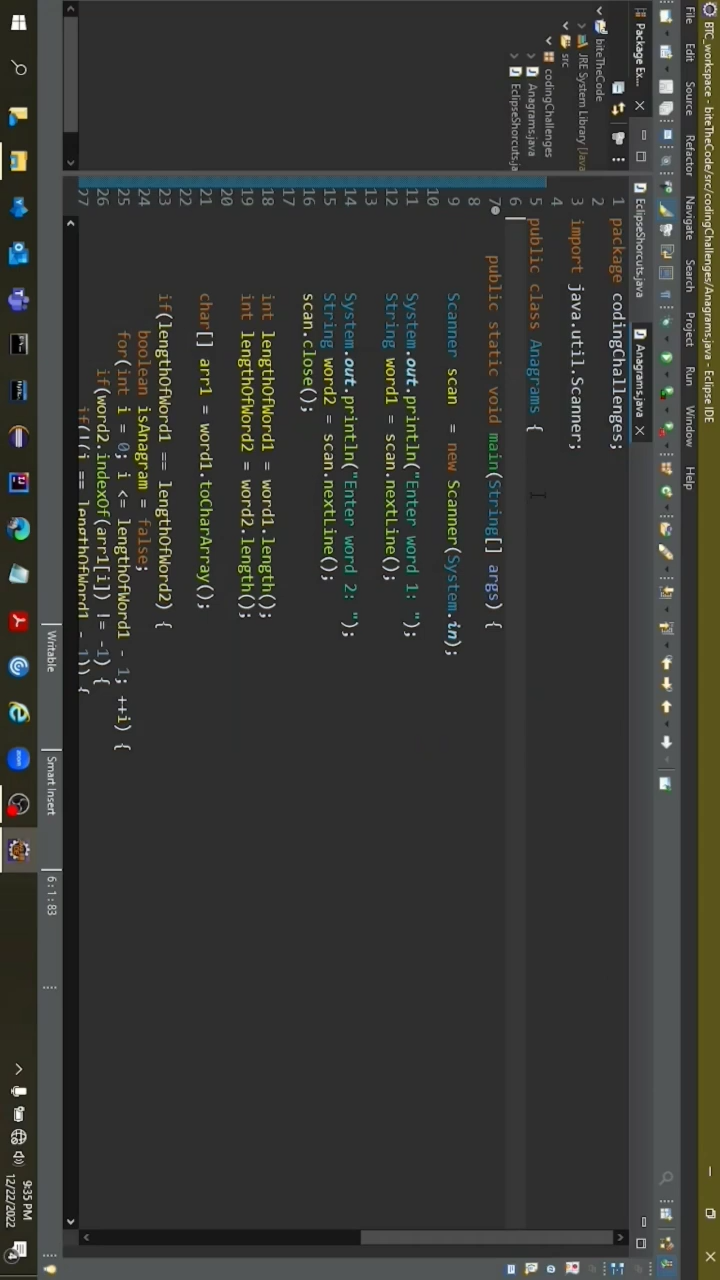 BTC_workspace - biteTheCode/src/codingChallenges/Anagrams.java - Eclipse IDE
File Edit Source Refactor Navigate Search Project Run Window Help
Package Ex...
EclipseShorcuts.java
Anagrams.java
biteTheCode
JRE System Library [Java
src
codingChallenges
Anagrams.java
EclipseShorcuts.ja
1 package codingChallenges;
2
3 import java.util.Scanner;
4
5 public class Anagrams {
6
7 public static void main(String[] args) {
8
9 Scanner scan = new Scanner(System.in);
10
11 System.out.println("Enter word 1: ");
12 String word1 = scan.nextLine();
13
14 System.out.println("Enter word 2: ");
15 String word2 = scan.nextLine();
16 scan.close();
17
18 int lengthOfWord1 = word1.length();
19 int lengthOfWord2 = word2.length();
20
21 char[] arr1 = word1.toCharArray();
22
23 if(lengthOfWord1 == lengthOfWord2) {
24 boolean isAnagram = false;
25 for(int i = 0; i <= lengthOfWord1 - 1; ++i) {
26 if(word2.indexOf(arr1[i]) != -1) {
27 if(!(i == lengthOfWord1 - 1)) {
Writable
Smart Insert
6 : 1 : 83
zoom
9:35 PM
12/22/2022
4